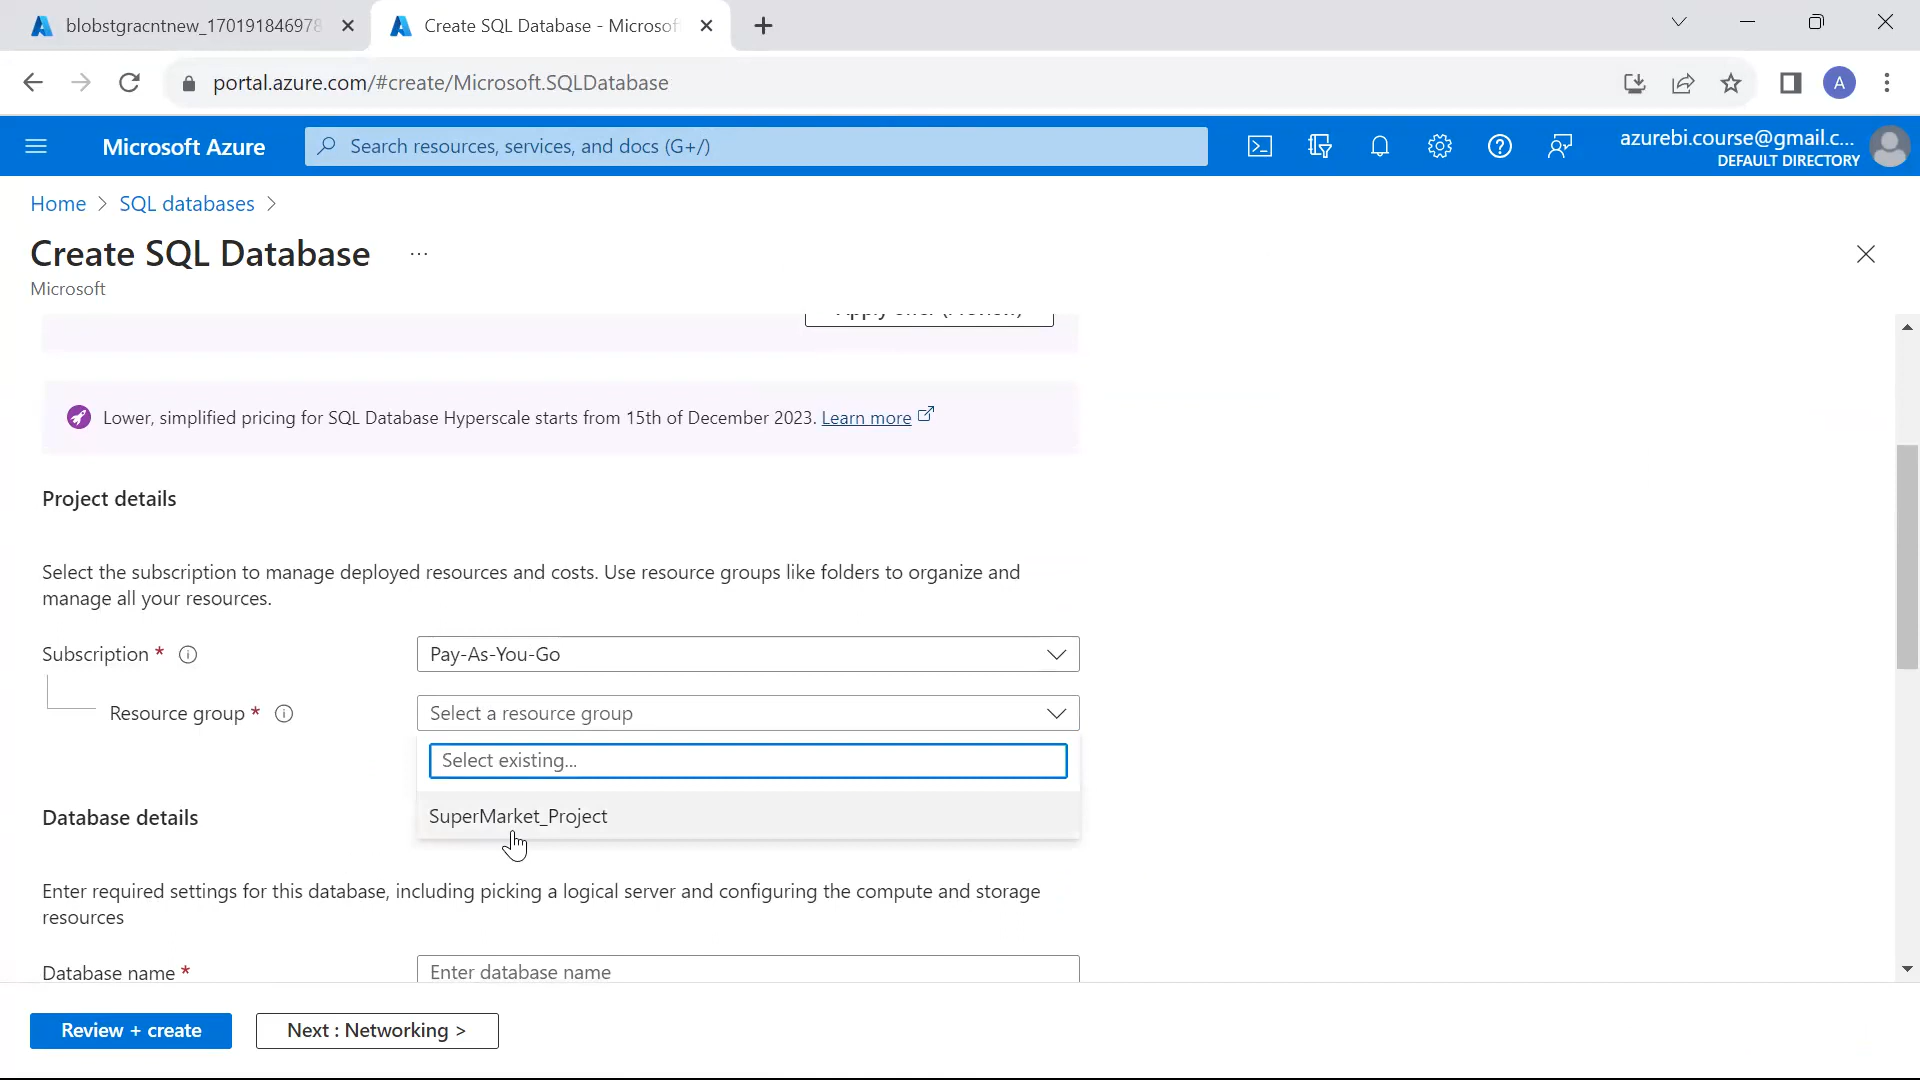 blobstgracntnew_170191846978
Create SQL Database - Microsof
portal.azure.com/#create/Microsoft.SQLDatabase
A
Microsoft Azure
Search resources, services, and docs (G+/)
azurebi.course@gmail.c...
DEFAULT DIRECTORY
Home > SQL databases >
Create SQL Database ...
Microsoft
Lower, simplified pricing for SQL Database Hyperscale starts from 15th of December 2023. Learn more
Project details
Select the subscription to manage deployed resources and costs. Use resource groups like folders to organize and
manage all your resources.
Subscription *
Pay-As-You-Go
Resource group *
Select a resource group
Select existing...
SuperMarket_Project
Database details
Enter required settings for this database, including picking a logical server and configuring the compute and storage
resources
Database name *
Enter database name
Review + create
Next : Networking >